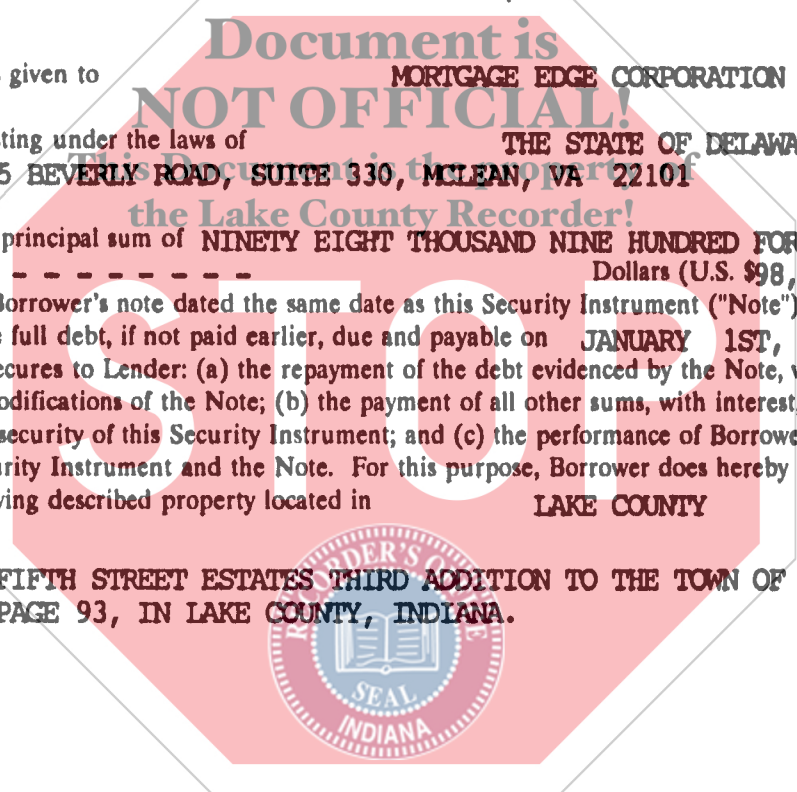 Document is
given to MORTGAGE EDGE CORPORATION
NOT OFFICIAL!
sting under the laws of THE STATE OF DELAWA
This Document is the property of
5 BEVERLY ROAD, SUITE 330, MCLEAN, VA 22101
the Lake County Recorder!
principal sum of NINETY EIGHT THOUSAND NINE HUNDRED FOR
- - - - - - - - - Dollars (U.S. $98,
Borrower's note dated the same date as this Security Instrument ("Note")
e full debt, if not paid earlier, due and payable on JANUARY 1ST,
cures to Lender: (a) the repayment of the debt evidenced by the Note, v
odifications of the Note; (b) the payment of all other sums, with interest,
security of this Security Instrument; and (c) the performance of Borrowe
urity Instrument and the Note. For this purpose, Borrower does hereby
ving described property located in LAKE COUNTY
STOP
FIFTH STREET ESTATES THIRD ADDITION TO THE TOWN OF
PAGE 93, IN LAKE COUNTY, INDIANA.
SEAL
INDIANA